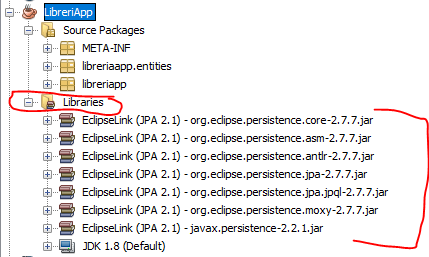 LibreriApp
Source Packages
META-INF
libreriaapp.entities
libreriapp
Libraries
EclipseLink (JPA 2.1) - org.eclipse.persistence.core-2.7.7.jar
EclipseLink (JPA 2.1) - org.eclipse.persistence.asm-2.7.7.jar
EclipseLink (JPA 2.1) - org.eclipse.persistence.antlr-2.7.7.jar
EclipseLink (JPA 2.1) - org.eclipse.persistence.jpa-2.7.7.jar
EclipseLink (JPA 2.1) - org.eclipse.persistence.jpa.jpql-2.7.7.jar
EclipseLink (JPA 2.1) - org.eclipse.persistence.moxy-2.7.7.jar
EclipseLink (JPA 2.1) - javax.persistence-2.2.1.jar
JDK 1.8 (Default)